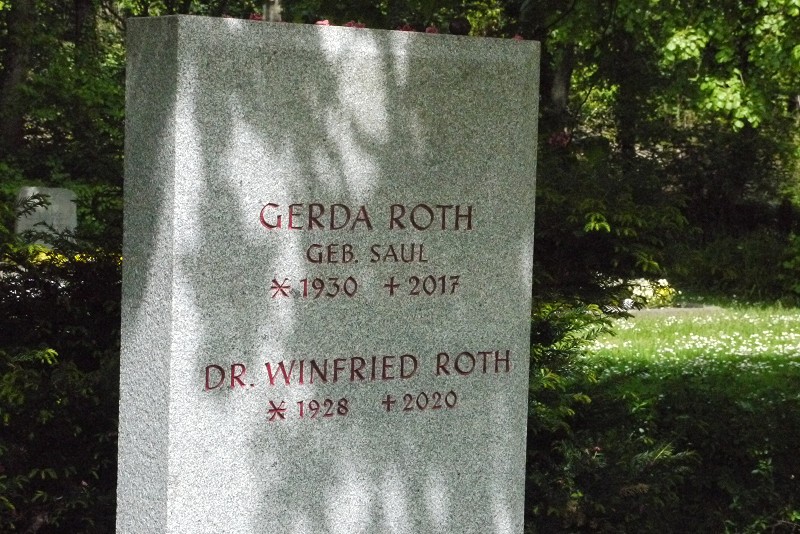 GERDA ROTH
GEB. SAUL
* 1930 + 2017
DR. WINFRIED ROTH
* 1928 + 2020